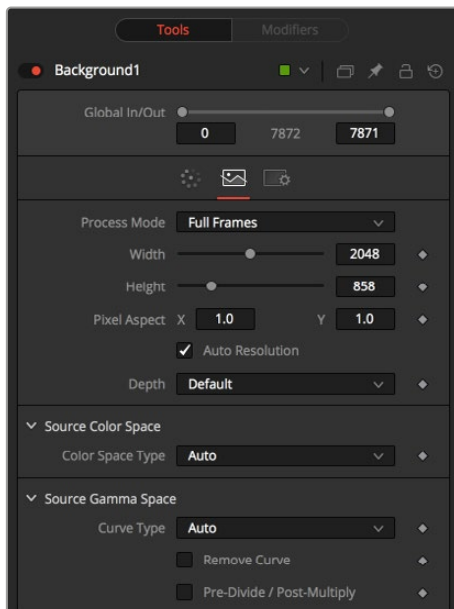 Tools Modifiers
Background1
Global In/Out
0 7872 7871
Process Mode Full Frames
Width 2048
Height 858
Pixel Aspect X 1.0 Y 1.0
Auto Resolution
Depth Default
Source Color Space
Color Space Type Auto
Source Gamma Space
Curve Type Auto
Remove Curve
Pre-Divide / Post-Multiply